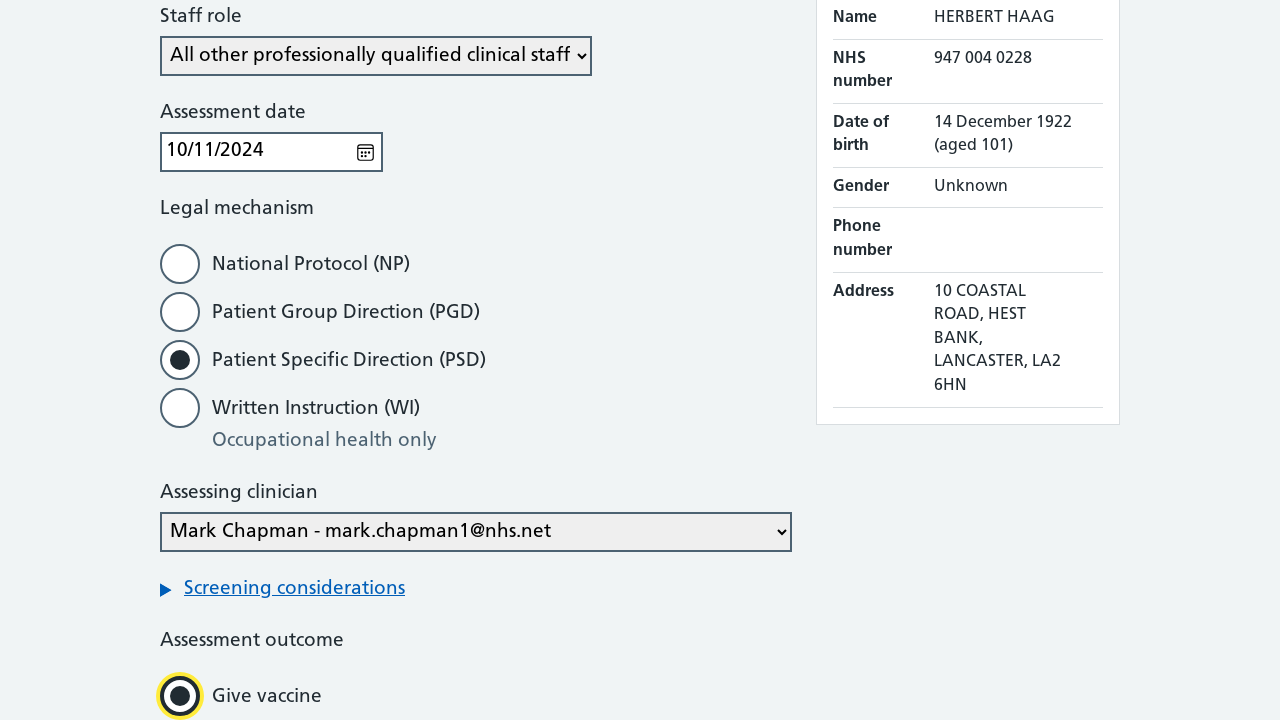 Staff role
All other professionally qualified clinical staff
Assessment date
10/11/2024
Legal mechanism
National Protocol (NP)
Patient Group Direction (PGD)
Patient Specific Direction (PSD)
Written Instruction (WI)
Occupational health only
Assessing clinician
Mark Chapman - mark.chapman1@nhs.net
Screening considerations
Assessment outcome
Give vaccine
Name HERBERT HAAG
NHS number 947 004 0228
Date of birth 14 December 1922
(aged 101)
Gender Unknown
Phone number
Address 10 COASTAL
ROAD, HEST
BANK,
LANCASTER, LA2
6HN